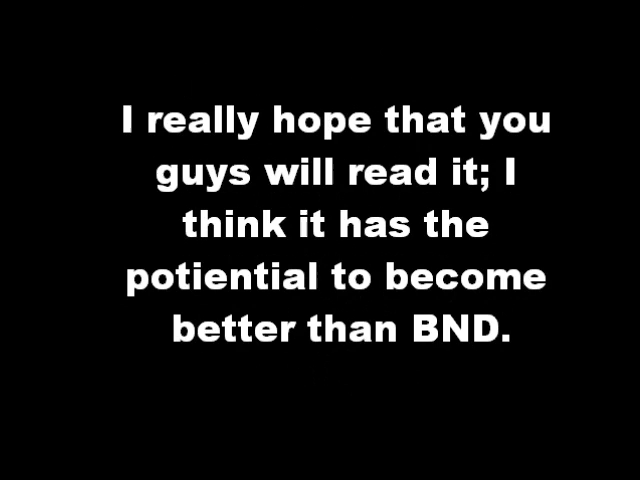 I really hope that you
guys will read it; I
think it has the
potiential to become
better than BND.